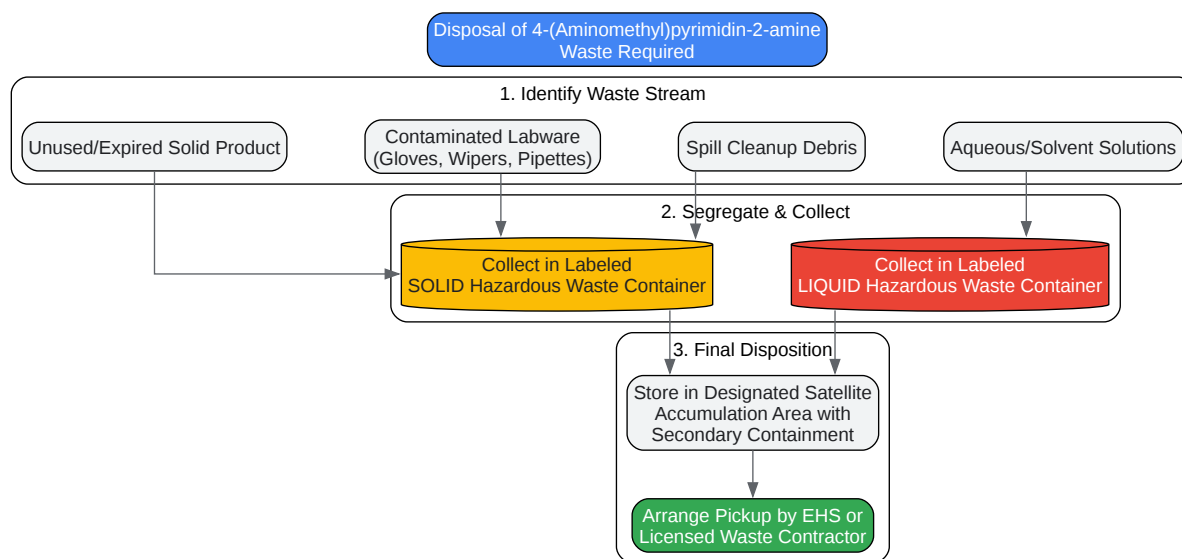 Disposal of 4-(Aminomethyl)pyrimidin-2-amine
Waste Required
1. Identify Waste Stream
Unused/Expired Solid Product
Contaminated Labware
(Gloves, Wipers, Pipettes)
Spill Cleanup Debris
Aqueous/Solvent Solutions
2. Segregate & Collect
Collect in Labeled
SOLID Hazardous Waste Container
Collect in Labeled
LIQUID Hazardous Waste Container
3. Final Disposition
Store in Designated Satellite
Accumulation Area with
Secondary Containment
Arrange Pickup by EHS or
Licensed Waste Contractor